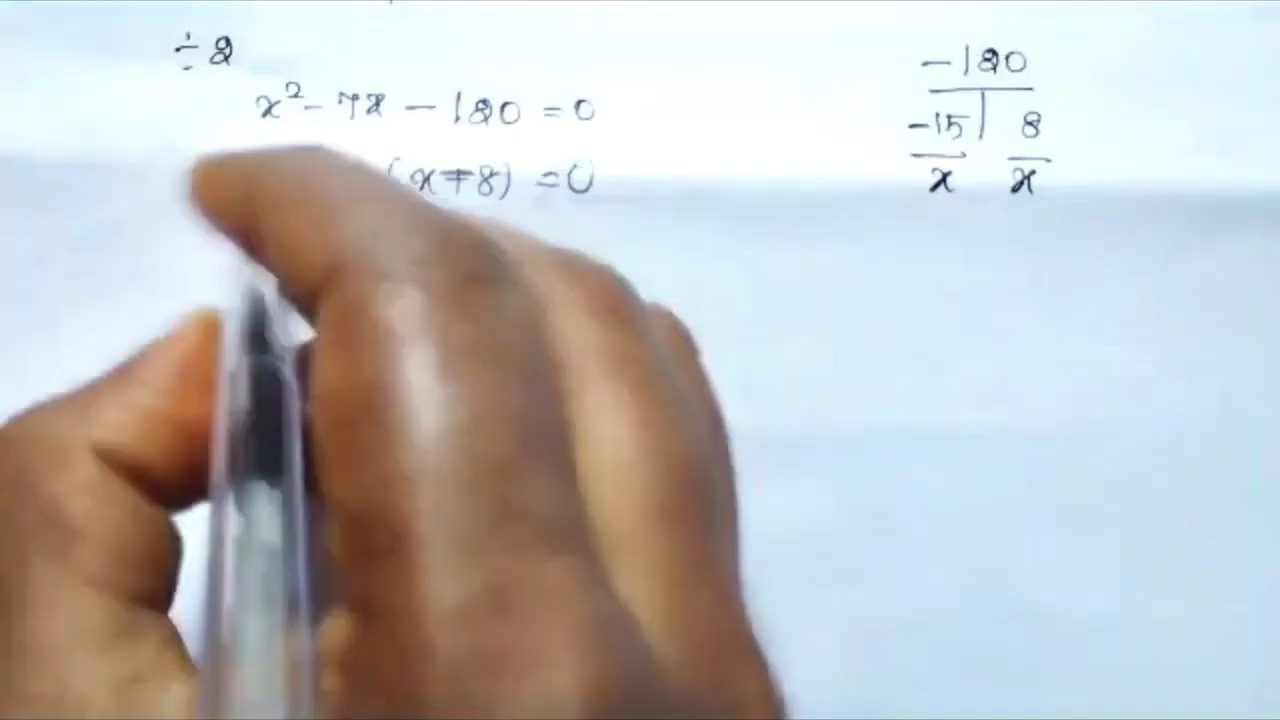 ÷2
x² - 7x - 120 = 0
(x+8) = 0
-120
-15 | 8
x x